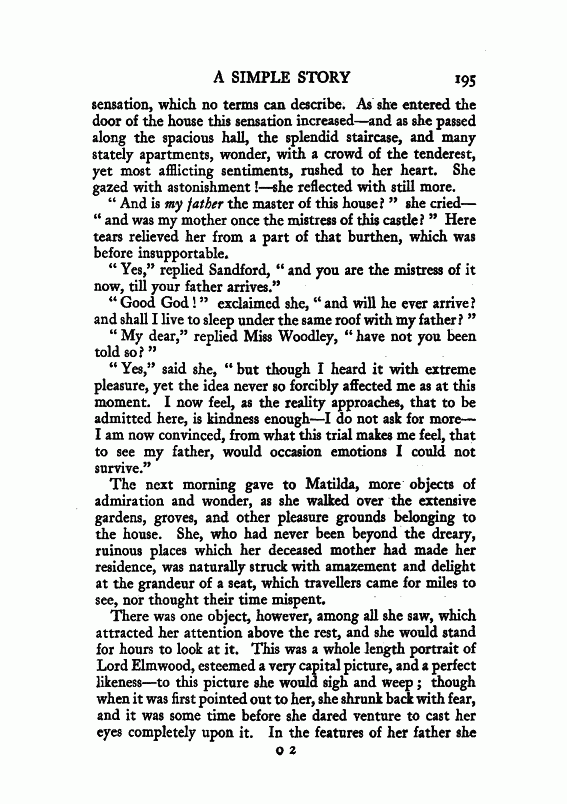 A SIMPLE STORY 195
sensation, which no terms can describe. As she entered the
door of the house this sensation increased—and as she passed
along the spacious hall, the splendid staircase, and many
stately apartments, wonder, with a crowd of the tenderest,
yet most afflicting sentiments, rushed to her heart. She
gazed with astonishment !—she reflected with still more.
“ And is my father the master of this house? ” she cried—
“ and was my mother once the mistress of this castle? ” Here
tears relieved her from a part of that burthen, which was
before insupportable.
“ Yes,” replied Sandford, “ and you are the mistress of it
now, till your father arrives.”
“ Good God ! ” exclaimed she, “ and will he ever arrive?
and shall I live to sleep under the same roof with my father? ”
“ My dear,” replied Miss Woodley, “ have not you been
told so? ”
“ Yes,” said she, “ but though I heard it with extreme
pleasure, yet the idea never so forcibly affected me as at this
moment. I now feel, as the reality approaches, that to be
admitted here, is kindness enough—I do not ask for more—
I am now convinced, from what this trial makes me feel, that
to see my father, would occasion emotions I could not
survive.”
The next morning gave to Matilda, more objects of
admiration and wonder, as she walked over the extensive
gardens, groves, and other pleasure grounds belonging to
the house. She, who had never been beyond the dreary,
ruinous places which her deceased mother had made her
residence, was naturally struck with amazement and delight
at the grandeur of a seat, which travellers came for miles to
see, nor thought their time mispent.
There was one object, however, among all she saw, which
attracted her attention above the rest, and she would stand
for hours to look at it. This was a whole length portrait of
Lord Elmwood, esteemed a very capital picture, and a perfect
likeness—to this picture she would sigh and weep ; though
when it was first pointed out to her, she shrunk back with fear,
and it was some time before she dared venture to cast her
eyes completely upon it. In the features of her father she
O 2